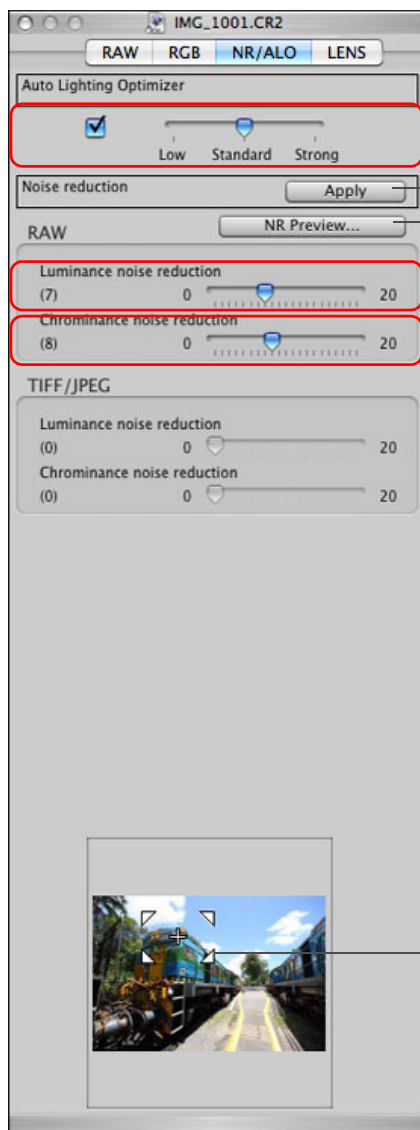 IMG_1001.CR2
RAW RGB NR/ALO LENS
Auto Lighting Optimizer
Low Standard Strong
Noise reduction Apply
RAW NR Preview...
Luminance noise reduction
(7) 0 20
Chrominance noise reduction
(8) 0 20
TIFF/JPEG
Luminance noise reduction
(0) 0 20
Chrominance noise reduction
(0) 0 20